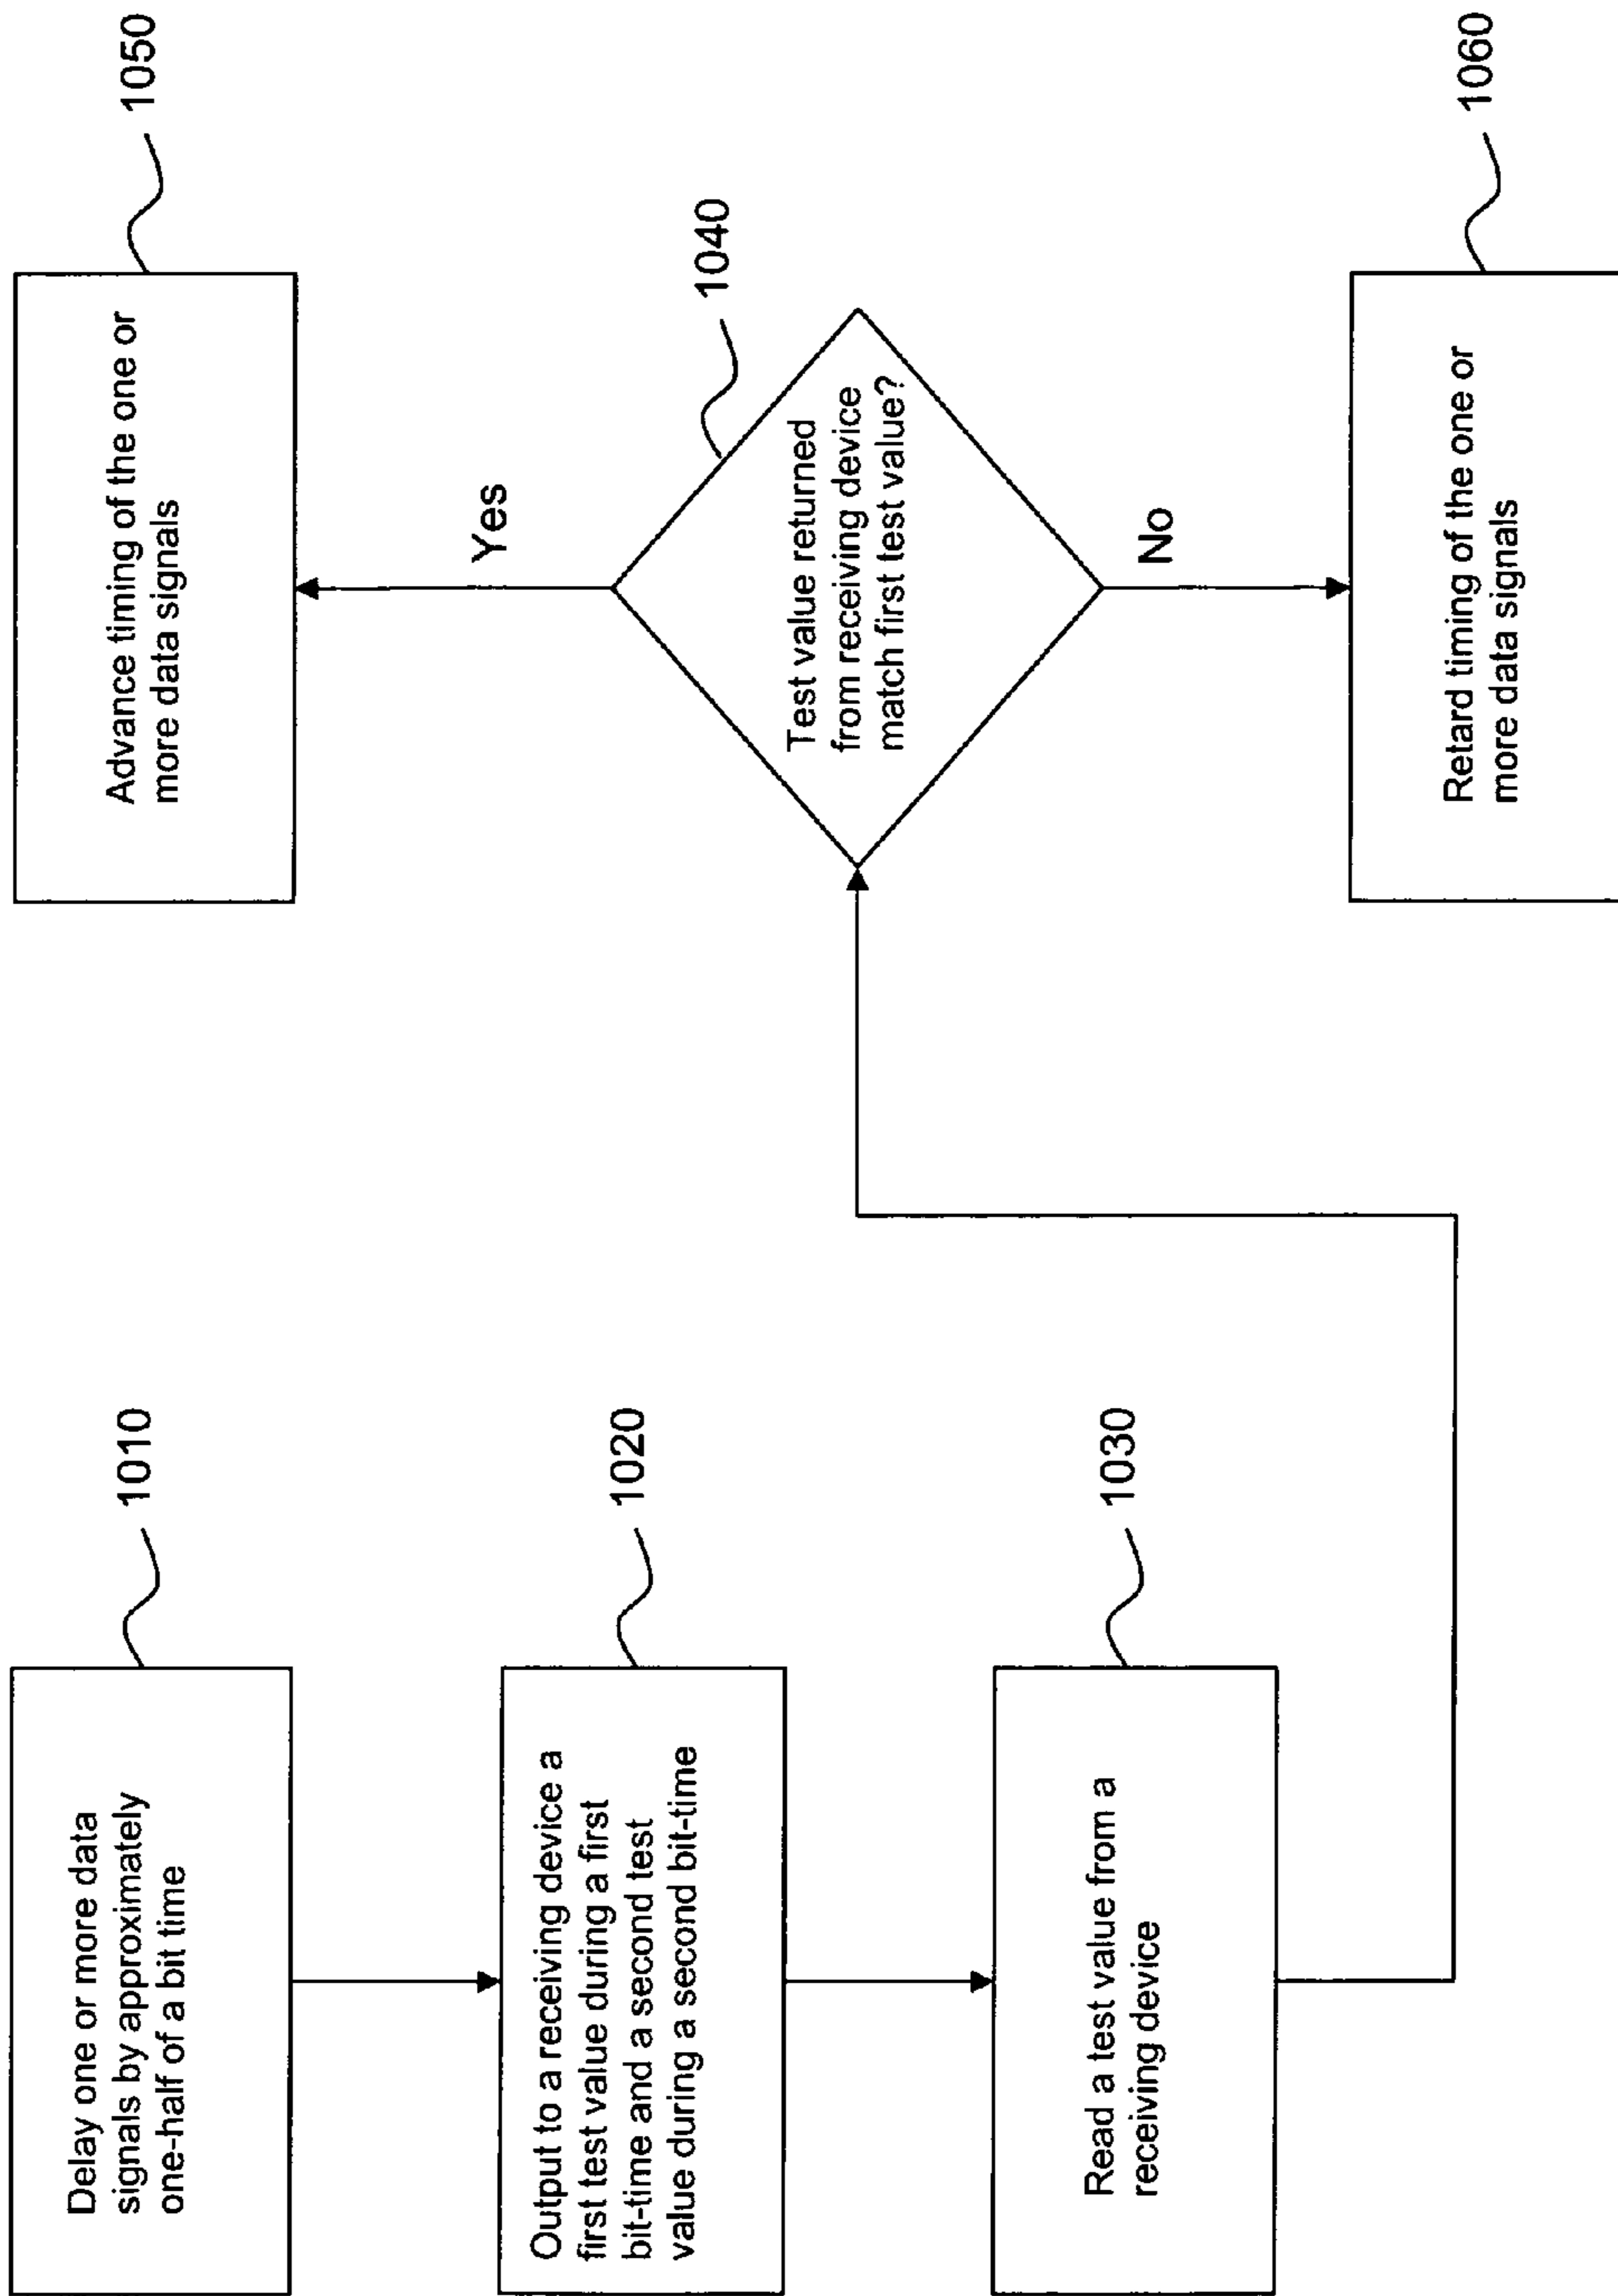 Delay one or more data
signals by approximately
one-half of a bit time
1010
Output to a receiving device a
first test value during a first
bit-time and a second test
value during a second bit-time
1020
Read a test value from a
receiving device
1030
Test value returned
from receiving device
match first test value?
1040
Yes
Advance timing of the one or
more data signals
1050
No
Retard timing of the one or
more data signals
1060